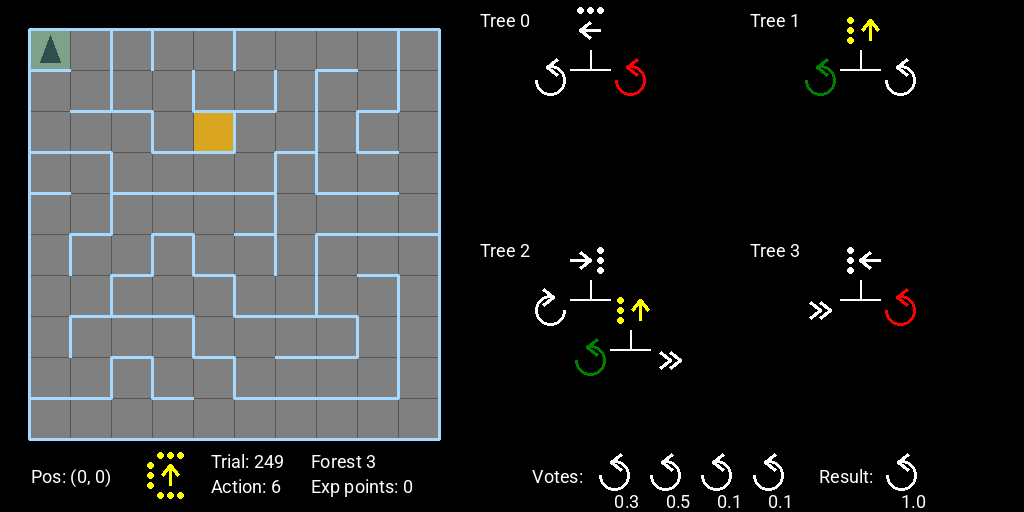 Tree 0
Tree 1
Tree 2
Tree 3
Pos: (0, 0)
Trial: 249
Forest 3
Action: 6
Exp points: 0
Votes:
0.3
0.5
0.1
0.1
Result:
1.0